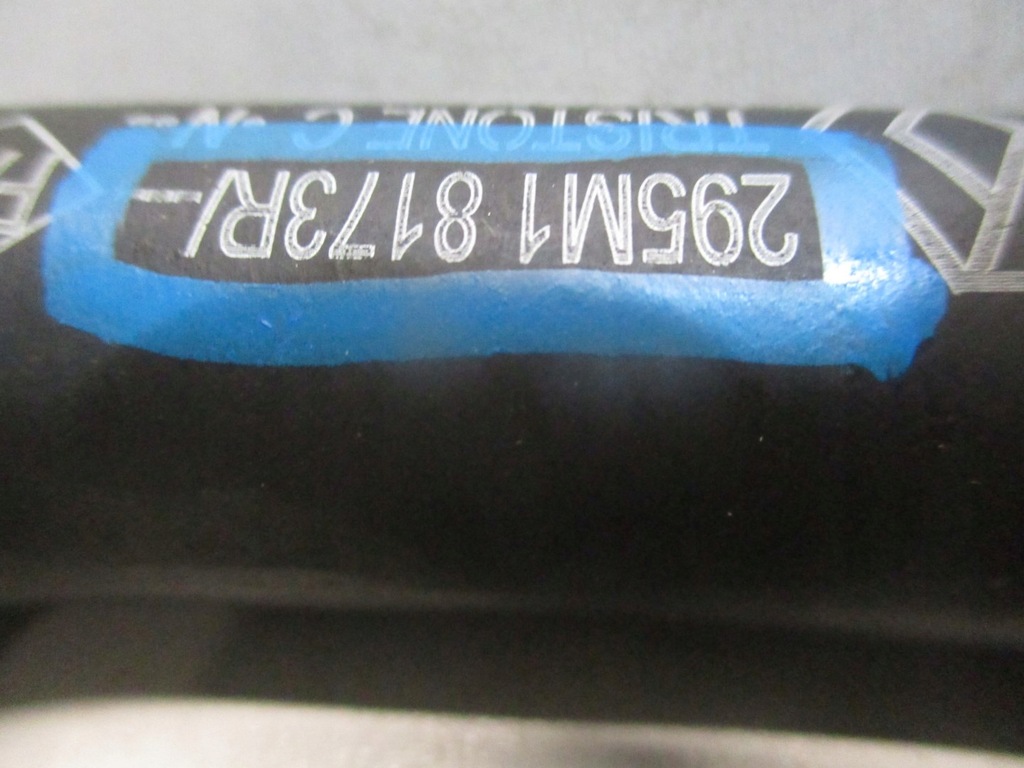 295M1 8173R/-
TRISTONE C